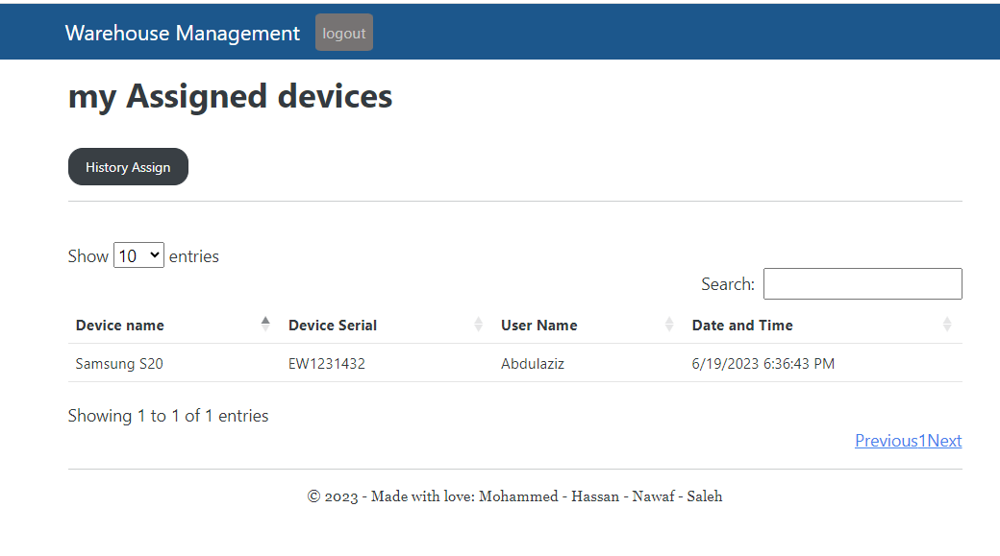 Warehouse Management logout
my Assigned devices
History Assign
Show 10 entries
Search:
Device name Device Serial User Name Date and Time
Samsung S20 EW1231432 Abdulaziz 6/19/2023 6:36:43 PM
Showing 1 to 1 of 1 entries
Previous1Next
© 2023 - Made with love: Mohammed - Hassan - Nawaf - Saleh